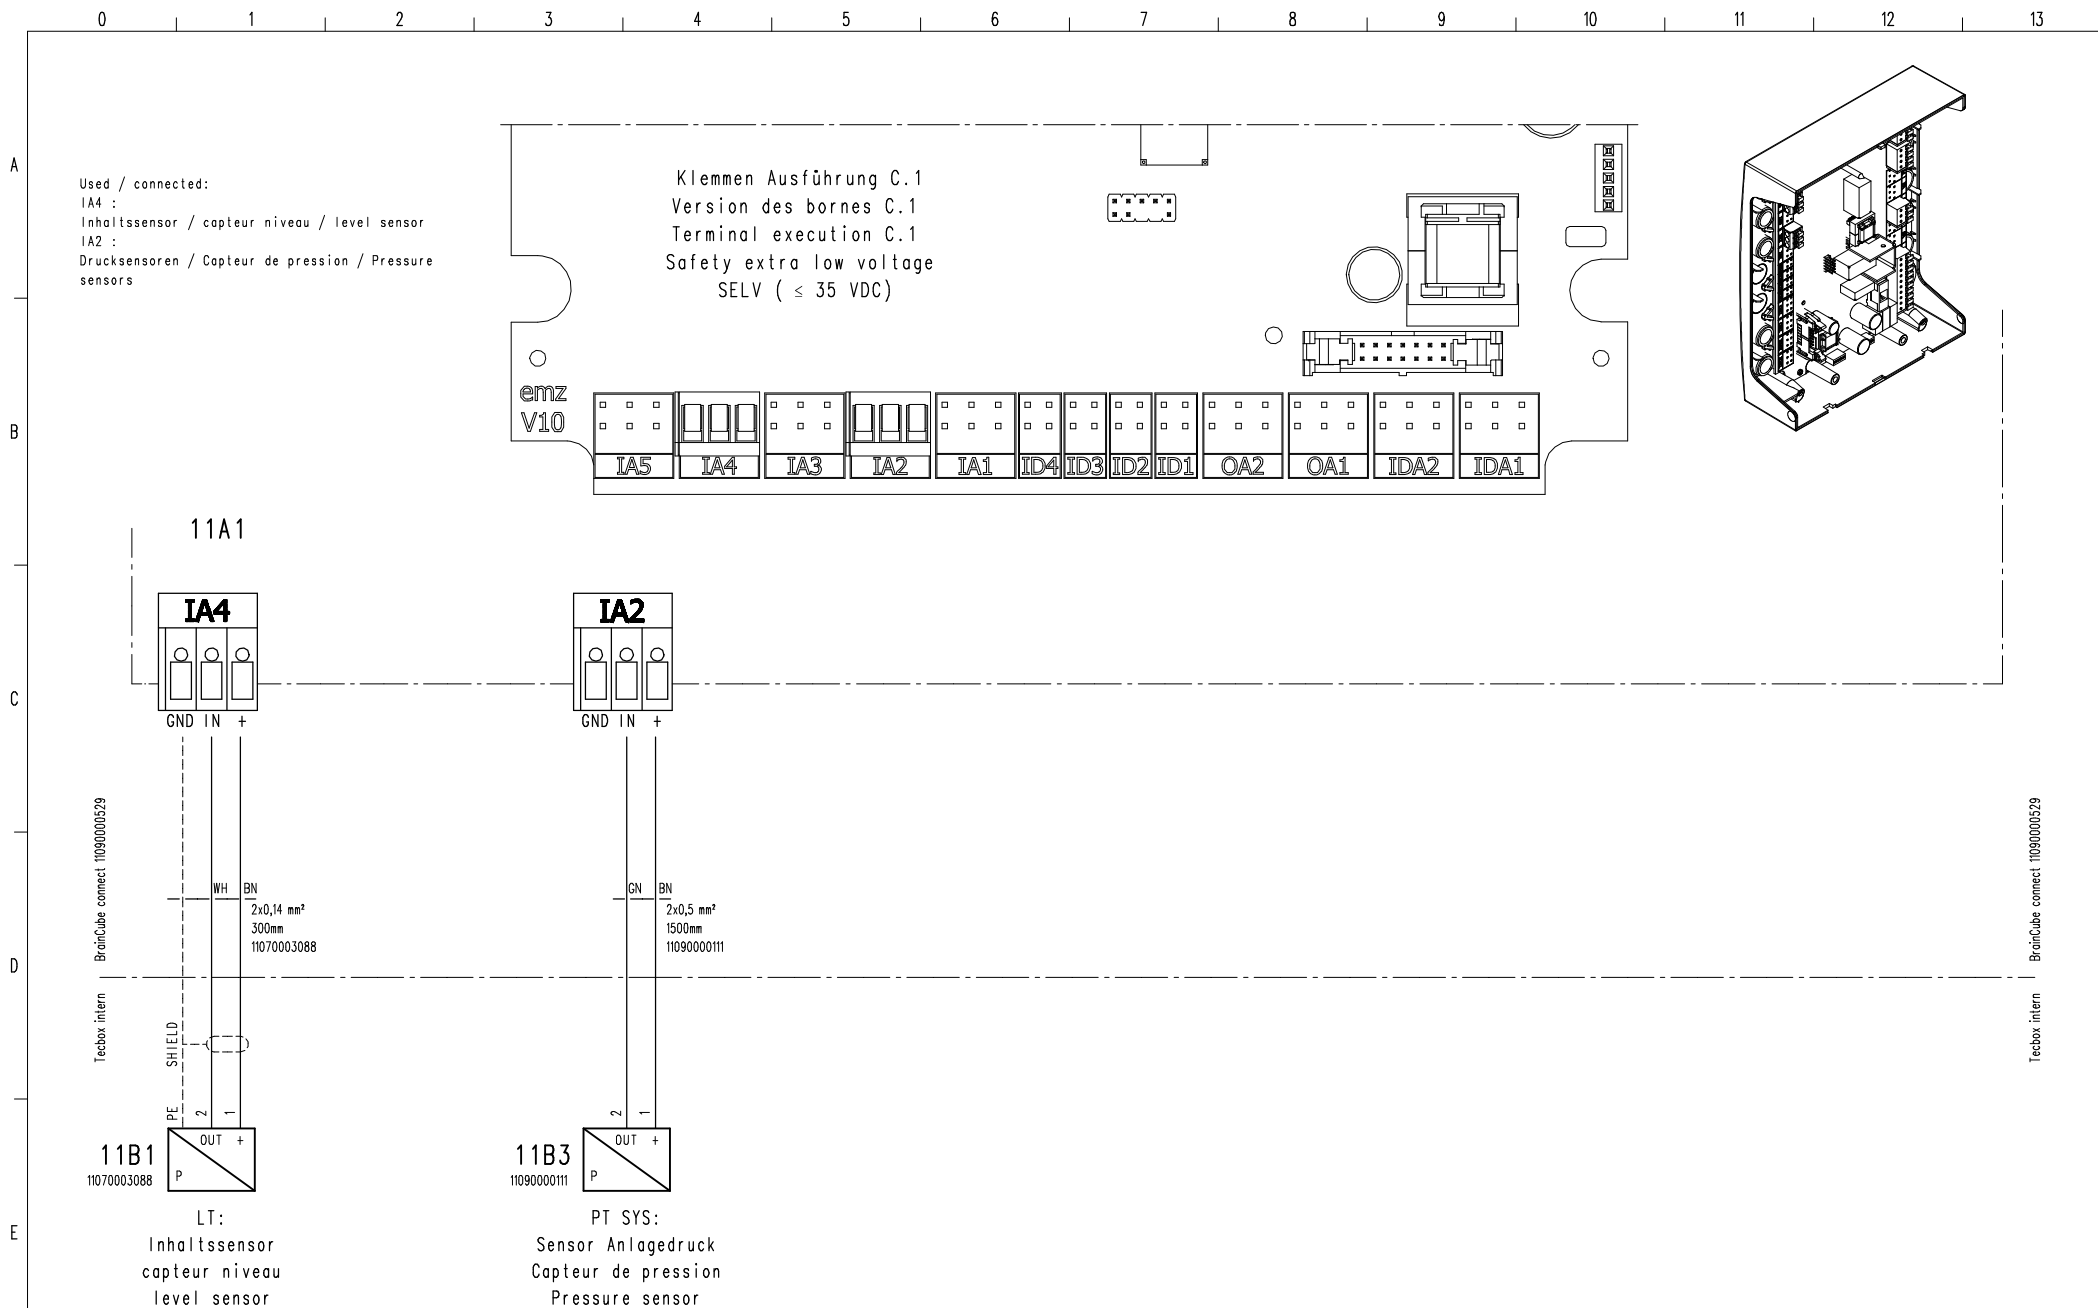 0 1 2 3 4 5 6 7 8 9 10 11 12 13
A
Used / connected:
IA4 :
Inhaltssensor / capteur niveau / level sensor
IA2 :
Drucksensoren / Capteur de pression / Pressure
sensors
Klemmen Ausführung C.1
Version des bornes C.1
Terminal execution C.1
Safety extra low voltage
SELV ( ≤ 35 VDC)
B
emz
V10
IA5 IA4 IA3 IA2 IA1 ID4 ID3 ID2 ID1 OA2 OA1 IDA2 IDA1
11A1
IA4
IA2
C
GND IN +
GND IN +
BrainCube connect 11090000529
BrainCube connect 11090000529
WH BN
2x0,14 mm²
300mm
11070003088
GN BN
2x0,5 mm²
1500mm
11090000111
D
Tecbox intern
Tecbox intern
SHIELD
PE 2 1
2 1
OUT +
P
11B1
11070003088
OUT +
P
11B3
11090000111
E
LT:
Inhaltssensor
capteur niveau
level sensor
PT SYS:
Sensor Anlagedruck
Capteur de pression
Pressure sensor